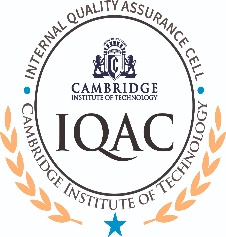 INTERNAL QUALITY ASSURANCE CELL
CAMBRIDGE
INSTITUTE OF TECHNOLOGY
IQAC
CAMBRIDGE INSTITUTE OF TECHNOLOGY